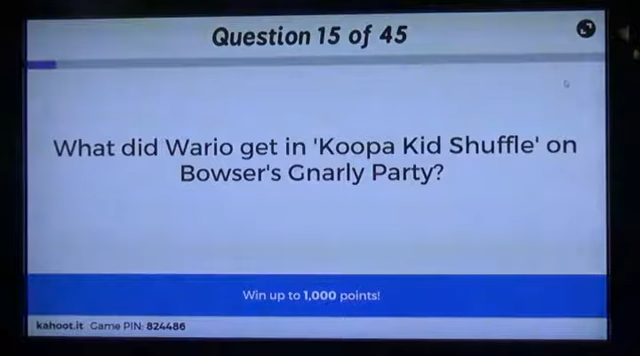 Question 15 of 45
What did Wario get in 'Koopa Kid Shuffle' on
Bowser's Gnarly Party?
Win up to 1,000 points!
kahoot.it Game PIN: 824486